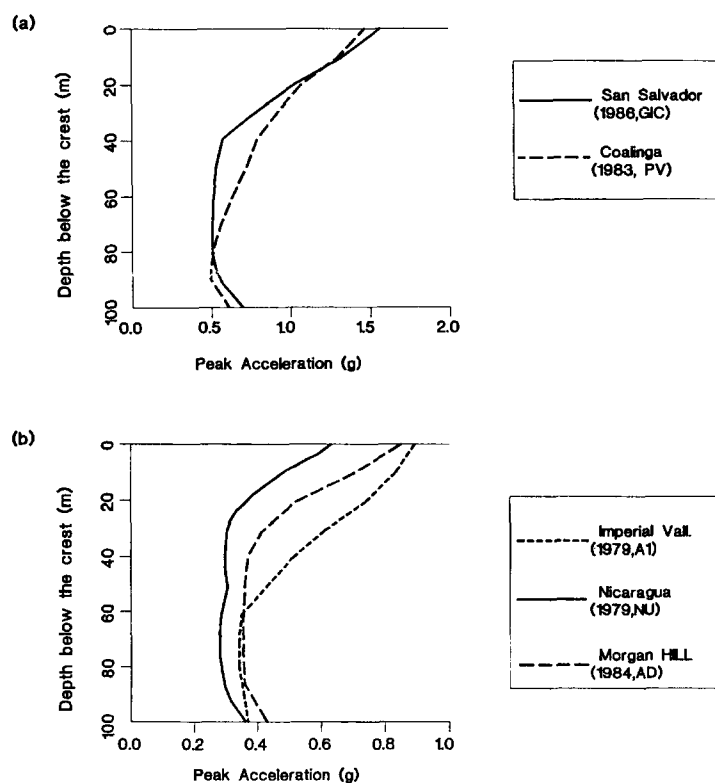 (a)
Depth below the crest (m)
0
20
40
60
80
100
0.0
0.5
1.0
1.5
2.0
Peak Acceleration (g)
San Salvador
(1986,GIC)
Coalinga
(1983, PV)
(b)
Depth below the crest (m)
0
20
40
60
80
100
0.0
0.2
0.4
0.6
0.8
1.0
Peak Acceleration (g)
Imperial Vall.
(1979,A1)
Nicaragua
(1979,NU)
Morgan HILL
(1984,AD)